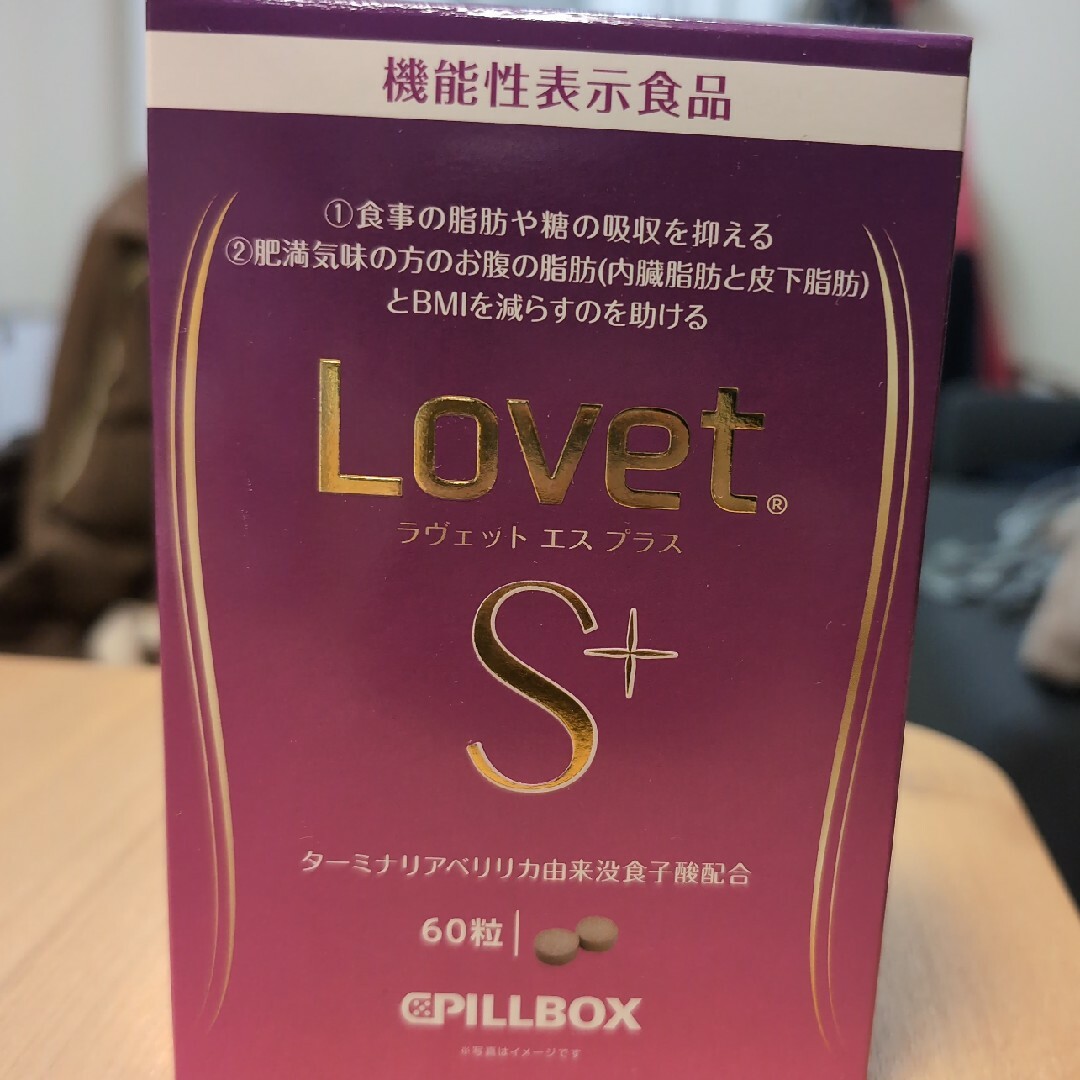 機能性表示食品
①食事の脂肪や糖の吸収を抑える
②肥満気味の方のお腹の脂肪(内臓脂肪と皮下脂肪)
とBMIを減らすのを助ける
Lovet®
ラヴェット エス プラス
S+
ターミナリアベリリカ由来没食子酸配合
60粒
PILLBOX
※写真はイメージです